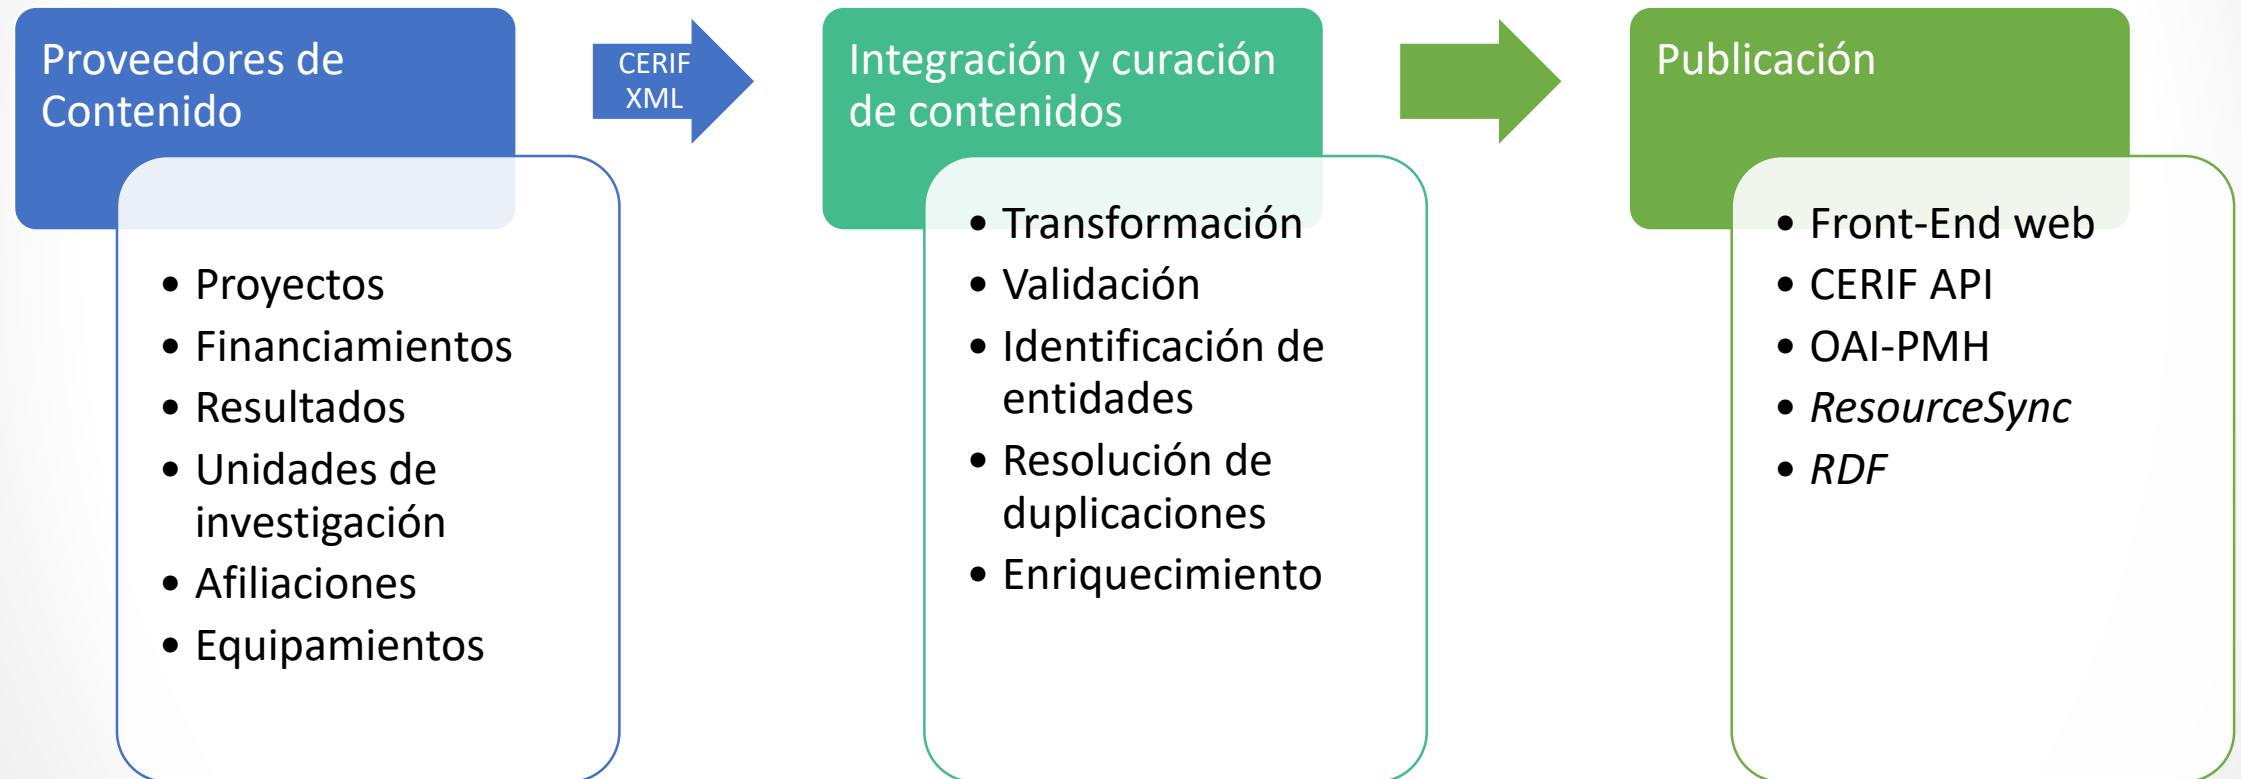 Proveedores de
Contenido
• Proyectos
• Financiamientos
• Resultados
• Unidades de
investigación
• Afiliaciones
• Equipamientos
CERIF
XML
Integración y curación
de contenidos
• Transformación
• Validación
• Identificación de
entidades
• Resolución de
duplicaciones
• Enriquecimiento
Publicación
• Front-End web
• CERIF API
• OAI-PMH
• ResourceSync
• RDF